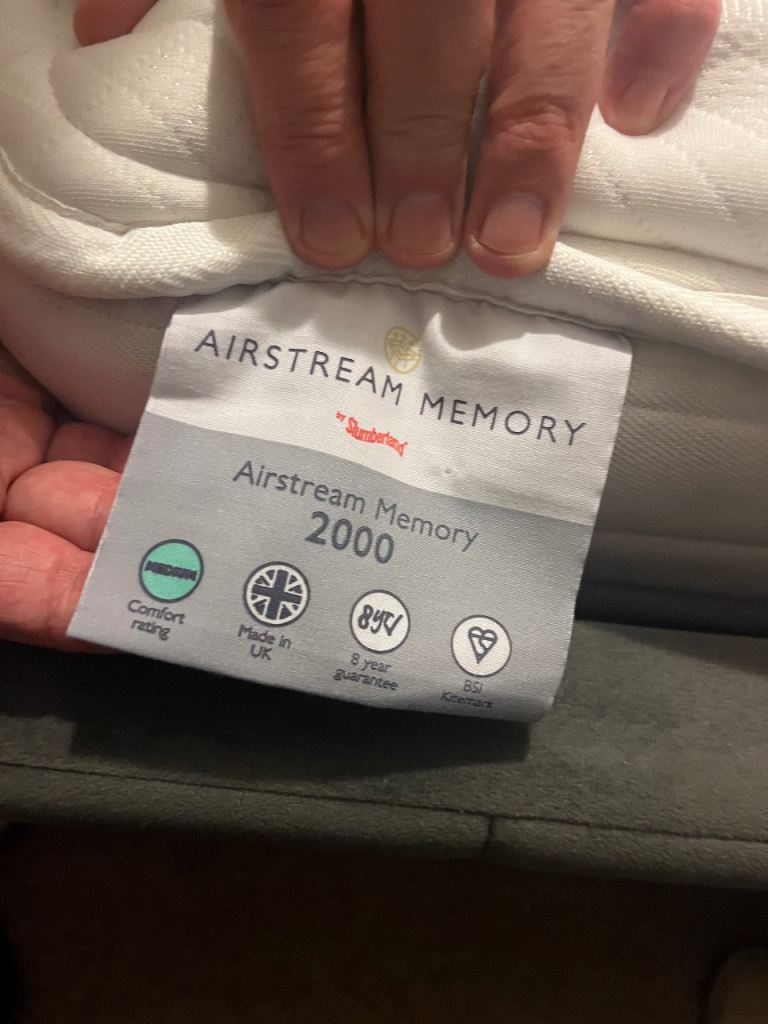 AIRSTREAM MEMORY
BY Slumberland
Airstream Memory
2000
MEDIUM
Comfort
rating
Made in
UK
8yr
8 year
guarantee
BSI
Kitemark